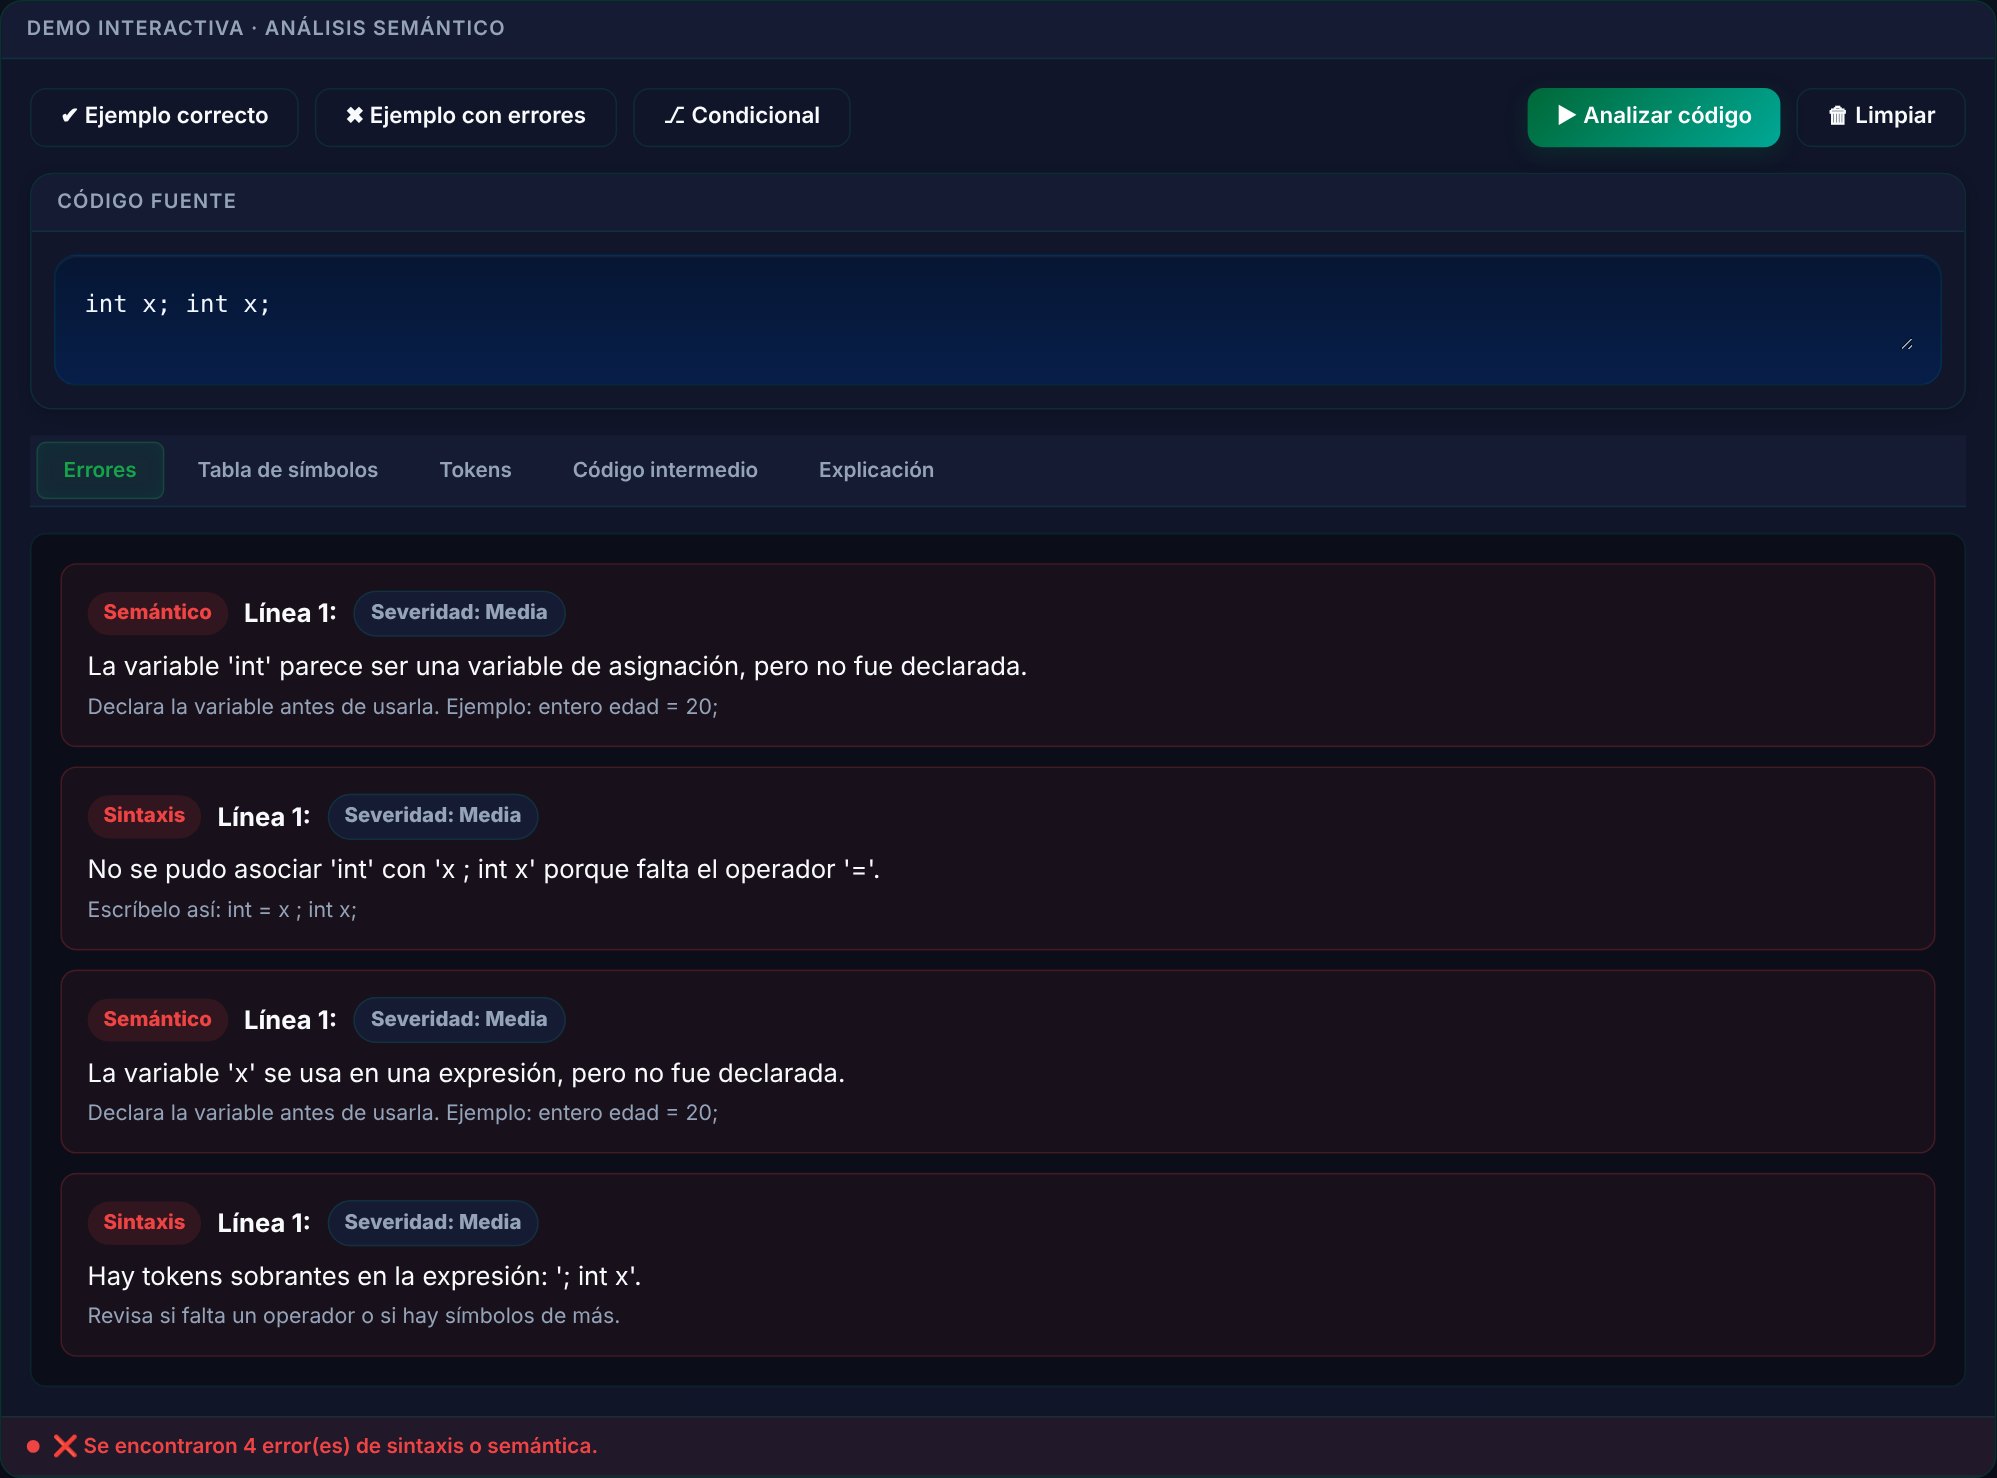 DEMO INTERACTIVA · ANÁLISIS SEMÁNTICO
✔ Ejemplo correcto
✖ Ejemplo con errores
⎇ Condicional
▶ Analizar código
🗑 Limpiar
CÓDIGO FUENTE
int x; int x;
Errores
Tabla de símbolos
Tokens
Código intermedio
Explicación
Semántico Línea 1: Severidad: Media
La variable 'int' parece ser una variable de asignación, pero no fue declarada.
Declara la variable antes de usarla. Ejemplo: entero edad = 20;
Sintaxis Línea 1: Severidad: Media
No se pudo asociar 'int' con 'x ; int x' porque falta el operador '='.
Escríbelo así: int = x ; int x;
Semántico Línea 1: Severidad: Media
La variable 'x' se usa en una expresión, pero no fue declarada.
Declara la variable antes de usarla. Ejemplo: entero edad = 20;
Sintaxis Línea 1: Severidad: Media
Hay tokens sobrantes en la expresión: '; int x'.
Revisa si falta un operador o si hay símbolos de más.
❌ Se encontraron 4 error(es) de sintaxis o semántica.